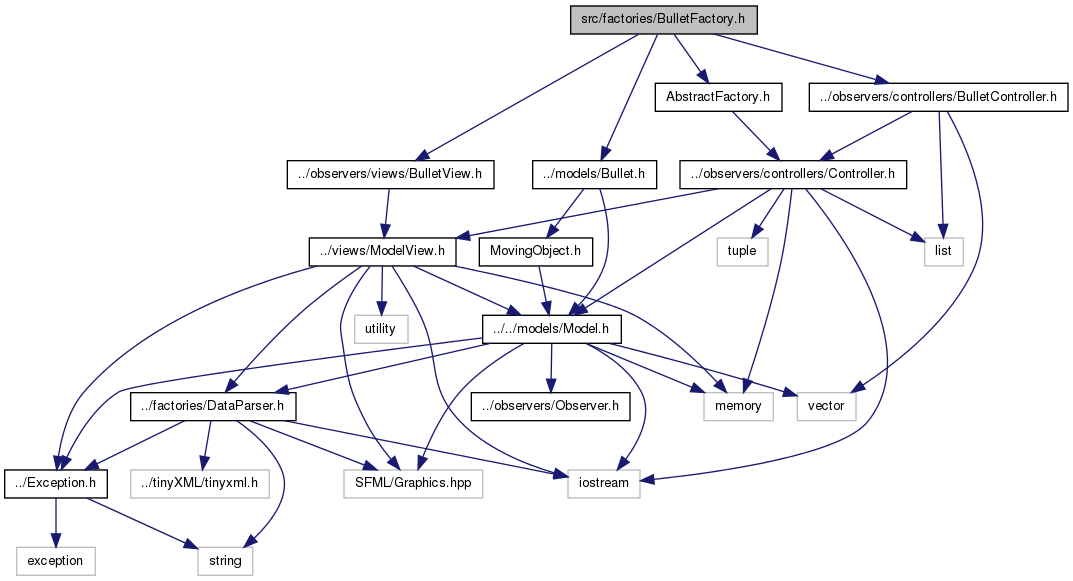 src/factories/BulletFactory.h
AbstractFactory.h
../observers/controllers/BulletController.h
../observers/views/BulletView.h
../models/Bullet.h
../observers/controllers/Controller.h
../views/ModelView.h
MovingObject.h
tuple
list
utility
../../models/Model.h
../factories/DataParser.h
../observers/Observer.h
memory
vector
../Exception.h
../tinyXML/tinyxml.h
SFML/Graphics.hpp
iostream
exception
string